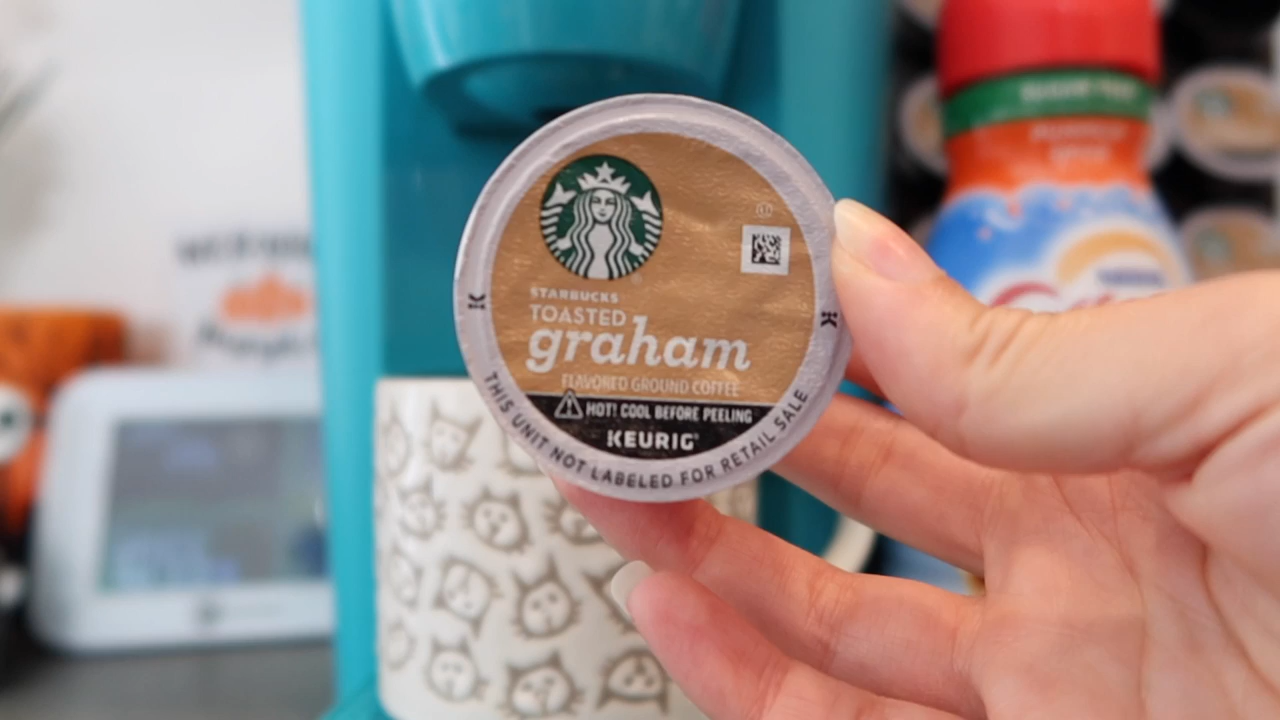 STARBUCKS
TOASTED
graham
FLAVORED GROUND COFFEE
HOT! COOL BEFORE PEELING
KEURIG
THIS UNIT NOT LABELED FOR RETAIL SALE
K
K